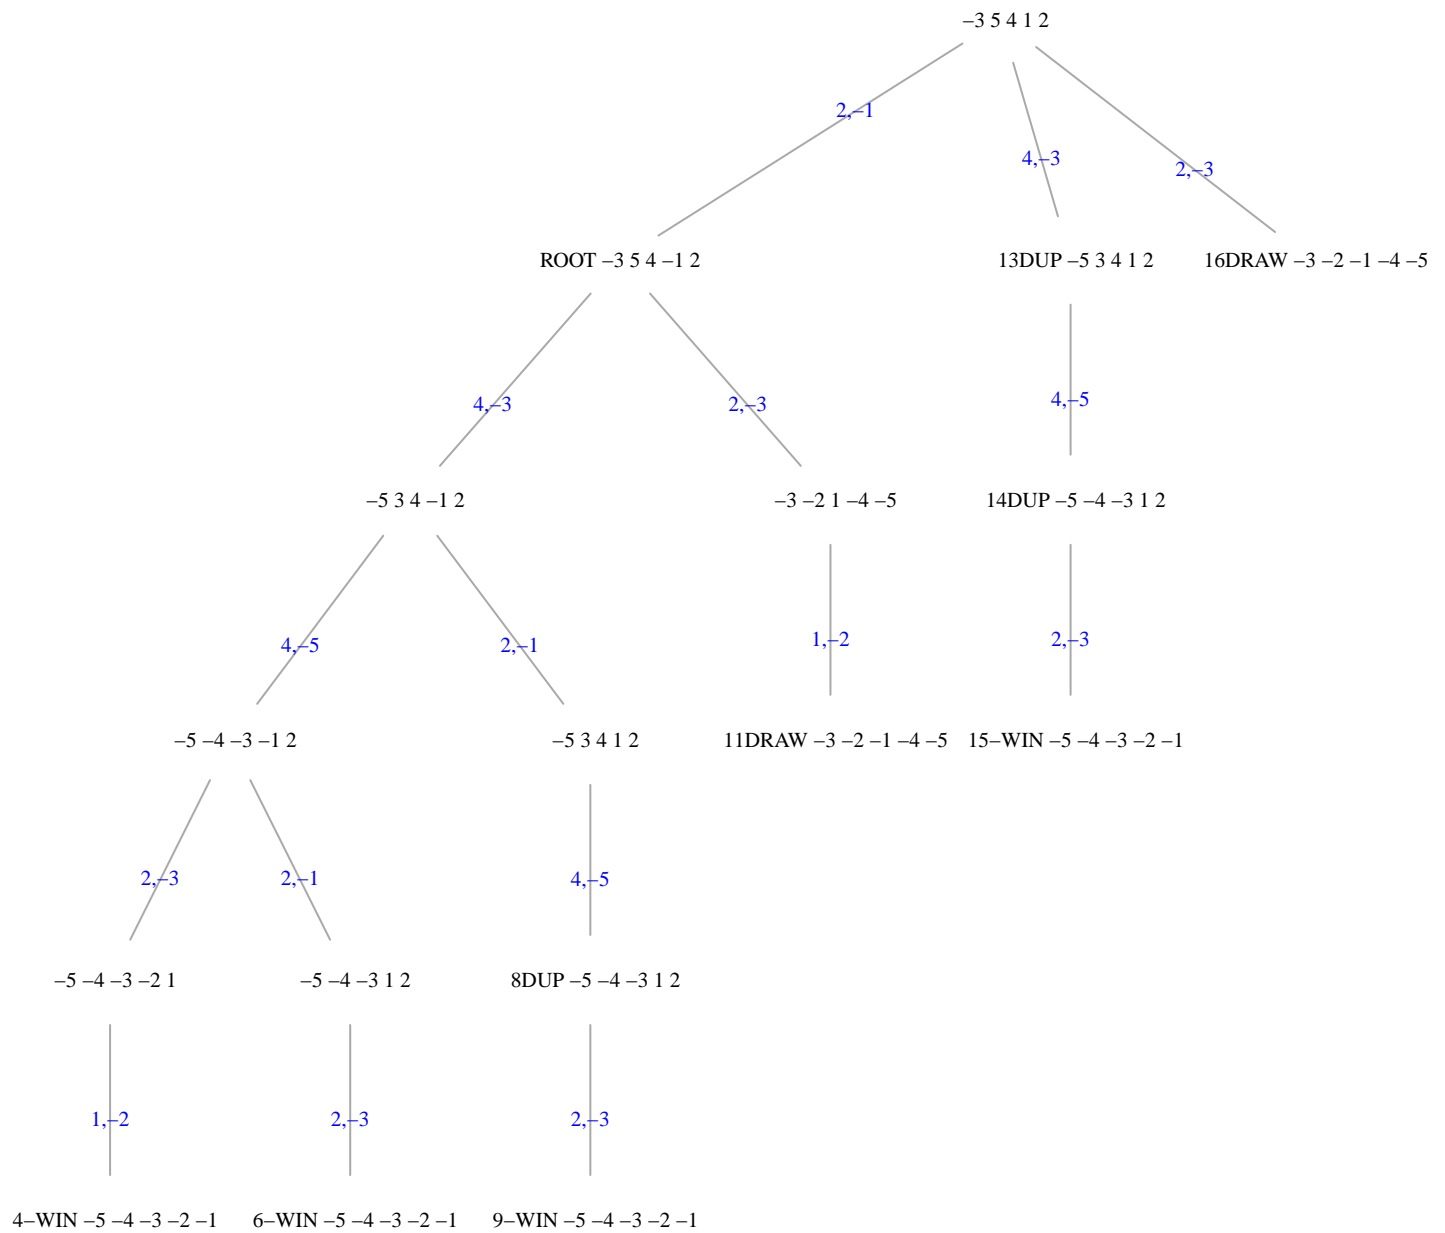 −3 5 4 1 2
2,−1
4,−3
2,−3
ROOT −3 5 4 −1 2
13DUP −5 3 4 1 2
16DRAW −3 −2 −1 −4 −5
4,−3
2,−3
4,−5
−5 3 4 −1 2
−3 −2 1 −4 −5
14DUP −5 −4 −3 1 2
4,−5
2,−1
1,−2
2,−3
−5 −4 −3 −1 2
−5 3 4 1 2
11DRAW −3 −2 −1 −4 −5
15−WIN −5 −4 −3 −2 −1
2,−3
2,−1
4,−5
−5 −4 −3 −2 1
−5 −4 −3 1 2
8DUP −5 −4 −3 1 2
1,−2
2,−3
2,−3
4−WIN −5 −4 −3 −2 −1
6−WIN −5 −4 −3 −2 −1
9−WIN −5 −4 −3 −2 −1